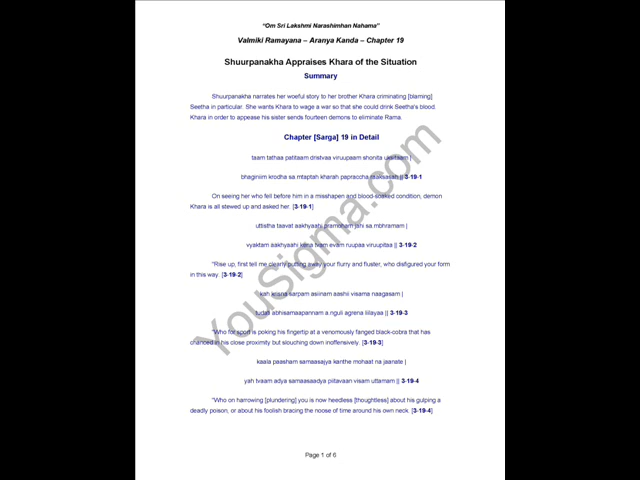 "Om Sri Lakshmi Narashimhan Nahama"
Valmiki Ramayana – Aranya Kanda – Chapter 19
Shuurpanakha Appraises Khara of the Situation
Summary
Shuurpanakha narrates her woeful story to her brother Khara criminating [blaming]
Seetha in particular. She wants Khara to wage a war so that she could drink Seetha's blood.
Khara in order to appease his sister sends fourteen demons to eliminate Rama.
Chapter [Sarga] 19 in Detail
taam tathaa patitaam dristvaa viruupaam shonita uksitaam |
bhaginiim krodha sa mtaptah kharah papraccha raaksasah || 3-19-1
On seeing her who fell before him in a misshapen and blood-soaked condition, demon
Khara is all stewed up and asked her. [3-19-1]
uttistha taavat aakhyaahi pramoham jahi sa mbhramam |
vyaktam aakhyaahi kena tvam evam ruupaa viruupitaa || 3-19-2
"Rise up, first tell me clearly putting away your flurry and fluster, who disfigured your form
in this way. [3-19-2]
kah krisna sarpam asiinam aashii visama naagasam |
tudati abhisamaapannam a nguli agrena liilayaa || 3-19-3
"Who for sport is poking his fingertip at a venomously fanged black-cobra that has
chanced in his close proximity but slouching down inoffensively. [3-19-3]
kaala paasham samaasajya kanthe mohaat na jaanate |
yah tvaam adya samaasaadya piitavaan visam uttamam || 3-19-4
"Who on harrowing [plundering] you is now heedless [thoughtless] about his gulping a
deadly poison, or about his foolish bracing the noose of time around his own neck. [3-19-4]
Page 1 of 6
YouSigma.com